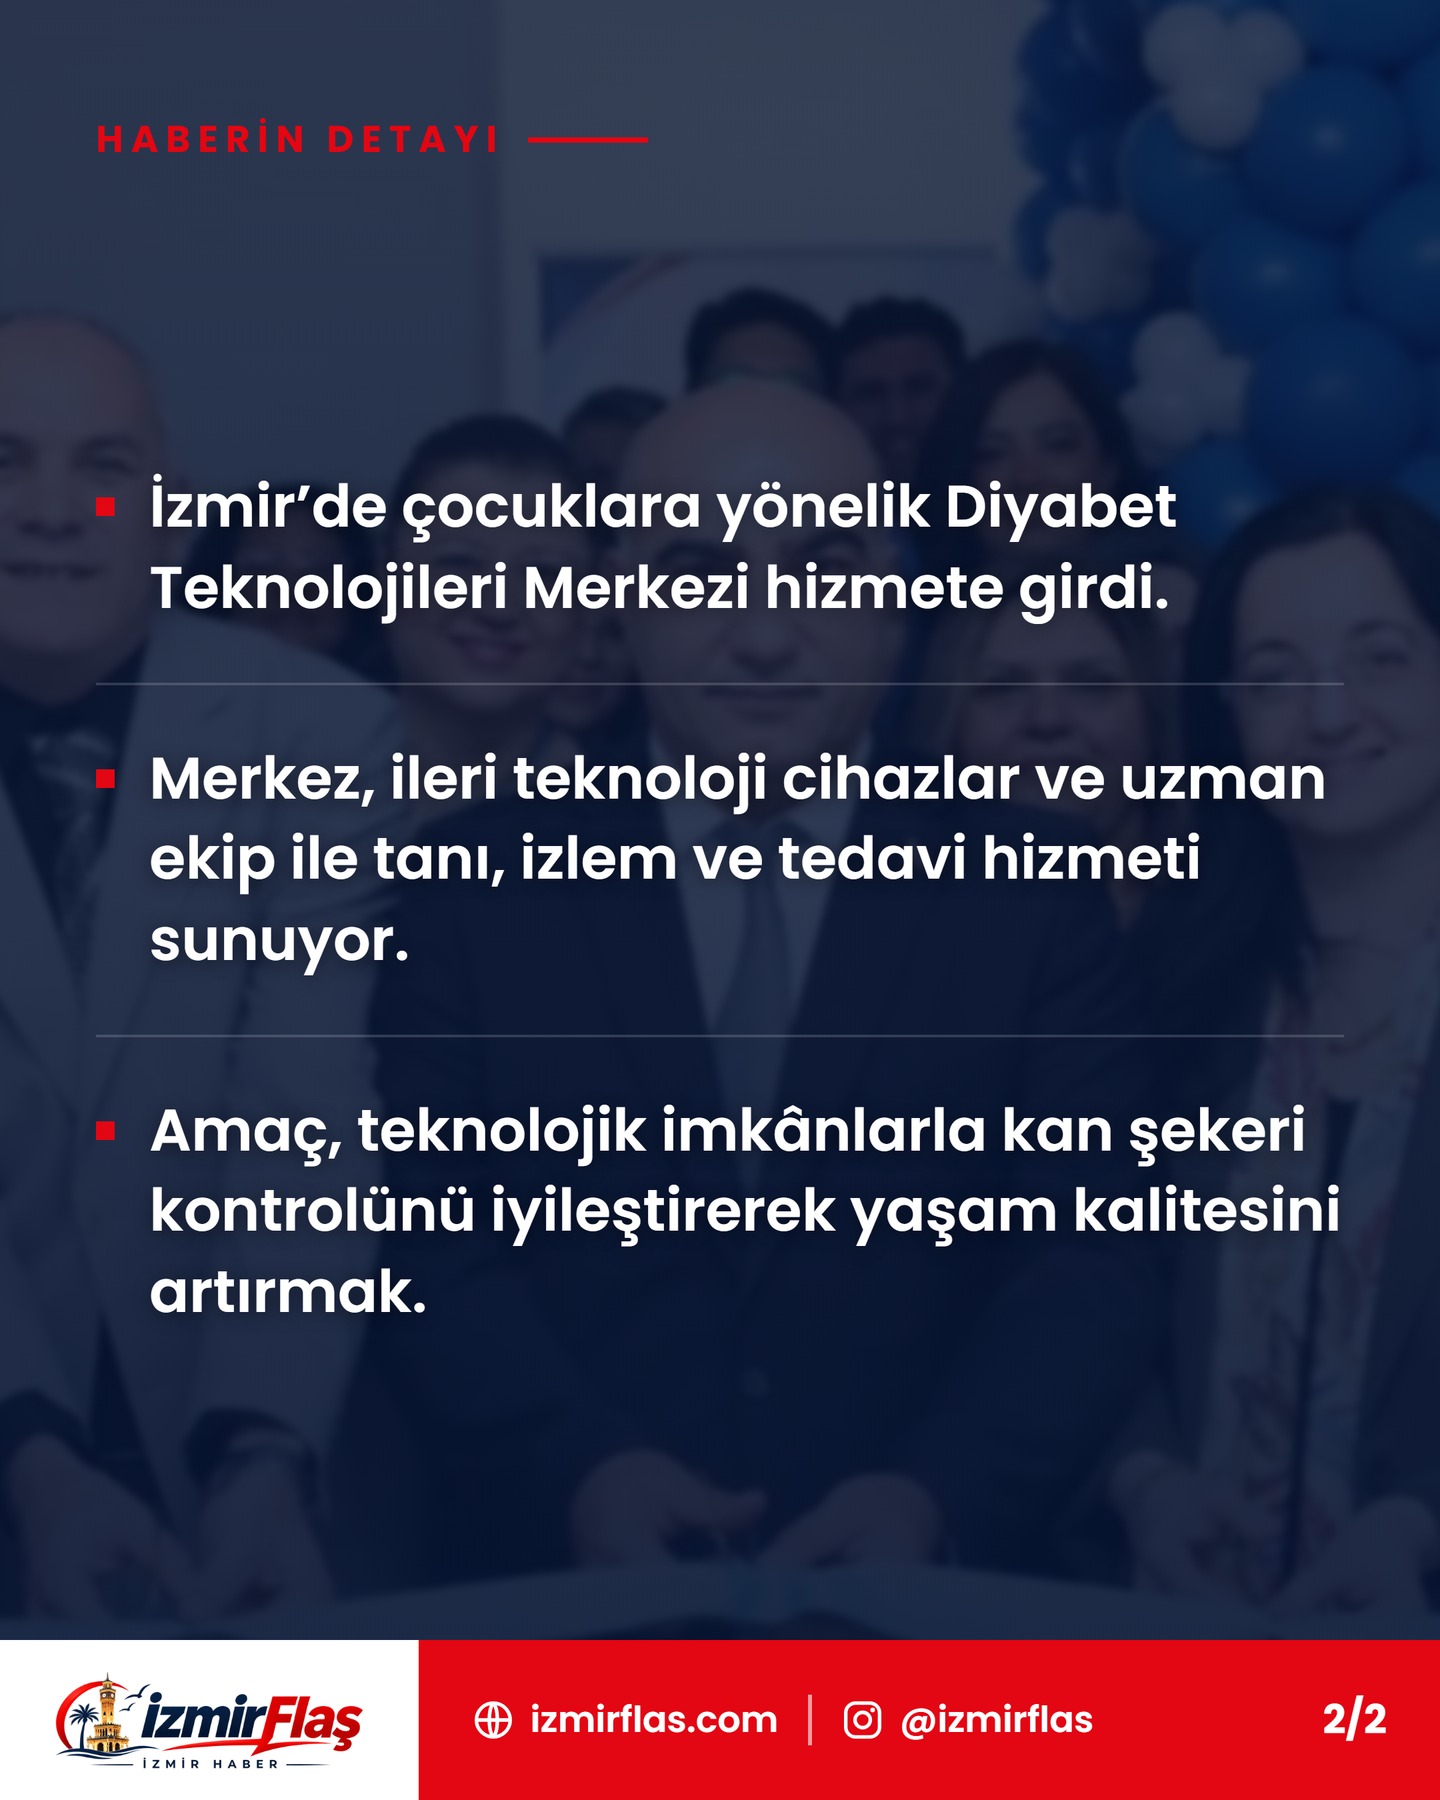 HABERİN DETAYI
İzmir’de çocuklara yönelik Diyabet
Teknolojileri Merkezi hizmete girdi.
Merkez, ileri teknoloji cihazlar ve uzman
ekip ile tanı, izlem ve tedavi hizmeti
sunuyor.
Amaç, teknolojik imkânlarla kan şekeri
kontrolünü iyileştirerek yaşam kalitesini
artırmak.
izmirFlaş
İZMİR HABER
izmirflas.com
@izmirflas
2/2